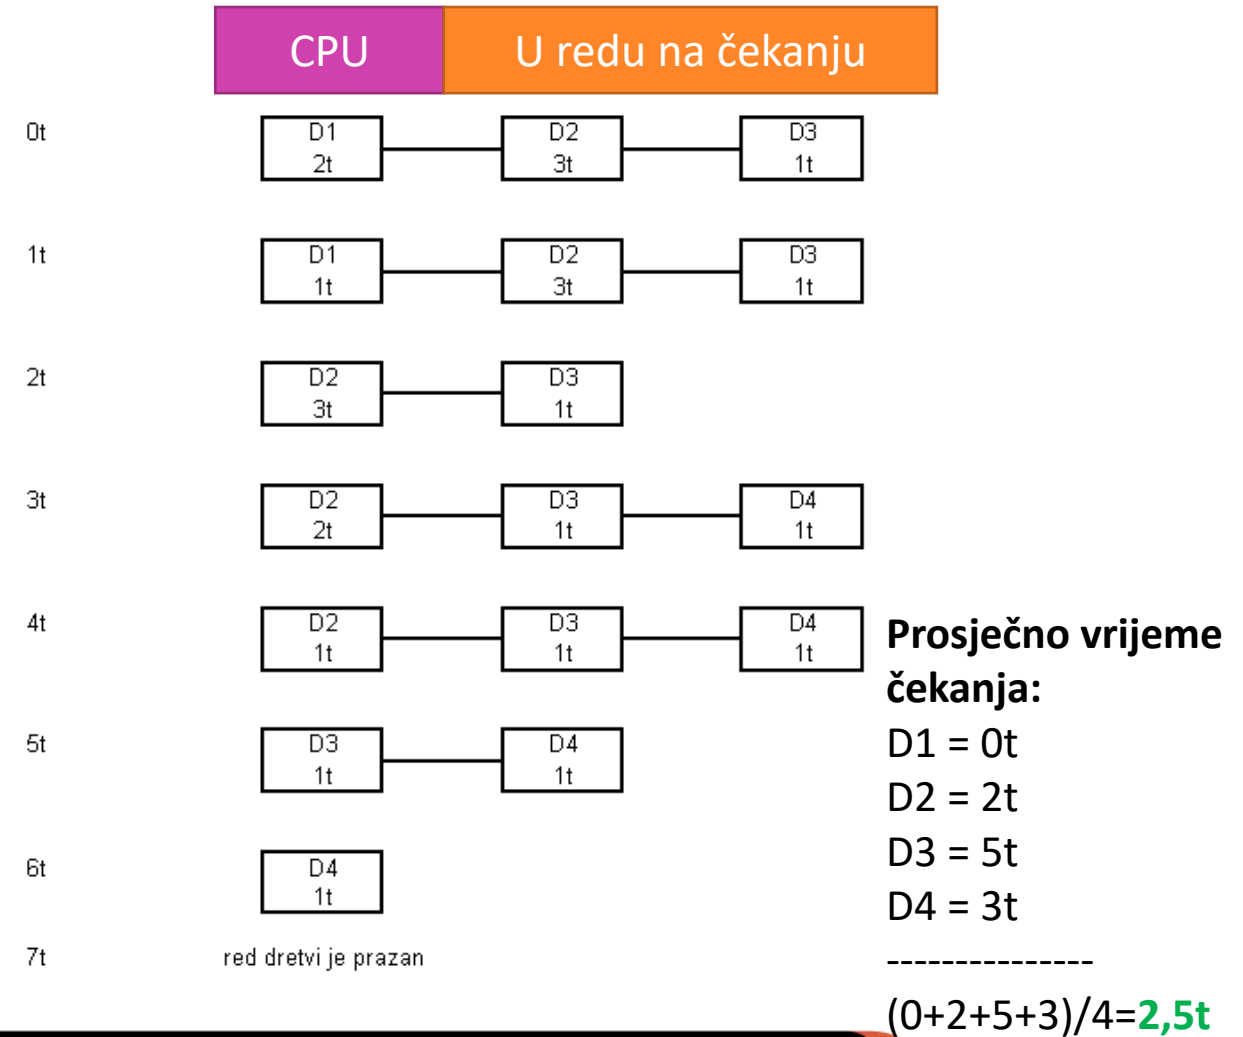 CPU U redu na čekanju
0t D1 D2 D3
2t 3t 1t
1t D1 D2 D3
1t 3t 1t
2t D2 D3
3t 1t
3t D2 D3 D4
2t 1t 1t
4t D2 D3 D4
1t 1t 1t
5t D3 D4
1t 1t
6t D4
1t
7t red dretvi je prazan
Prosječno vrijeme
čekanja:
D1 = 0t
D2 = 2t
D3 = 5t
D4 = 3t
---------------
(0+2+5+3)/4=2,5t